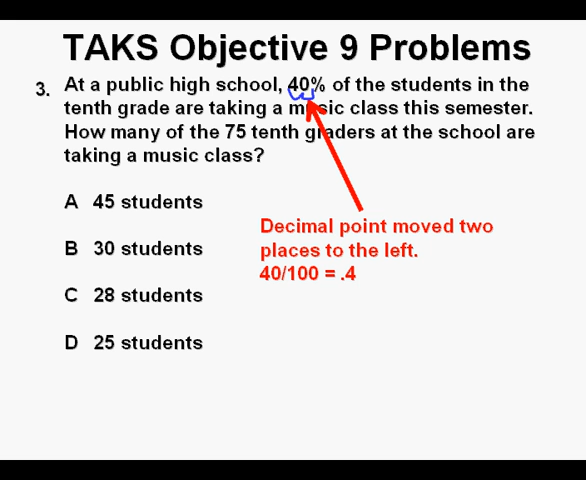 TAKS Objective 9 Problems
3. At a public high school, 40% of the students in the
tenth grade are taking a music class this semester.
How many of the 75 tenth graders at the school are
taking a music class?
A 45 students
B 30 students
C 28 students
D 25 students
Decimal point moved two
places to the left.
40/100 = .4